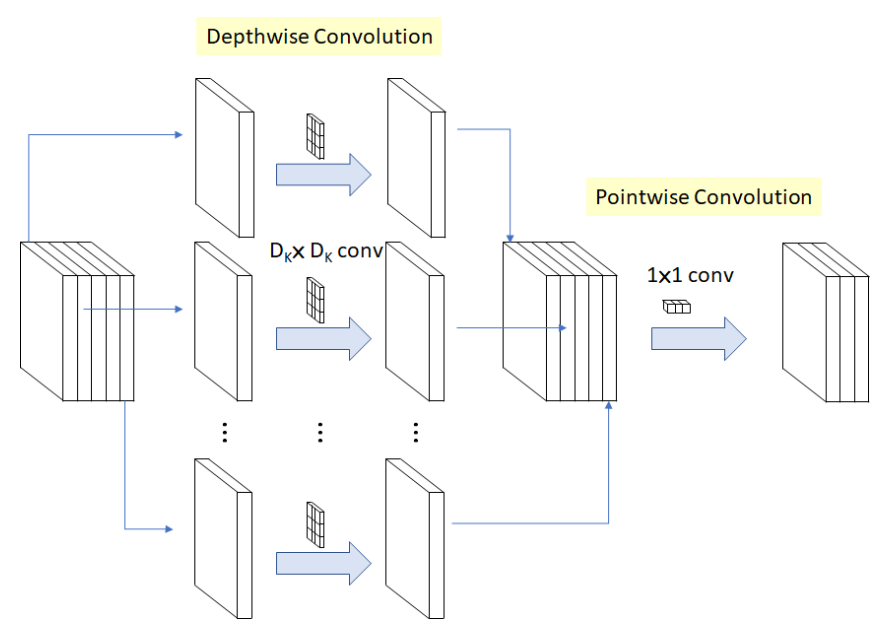 Depthwise Convolution
Pointwise Convolution
Dₖx Dₖ conv
1x1 conv